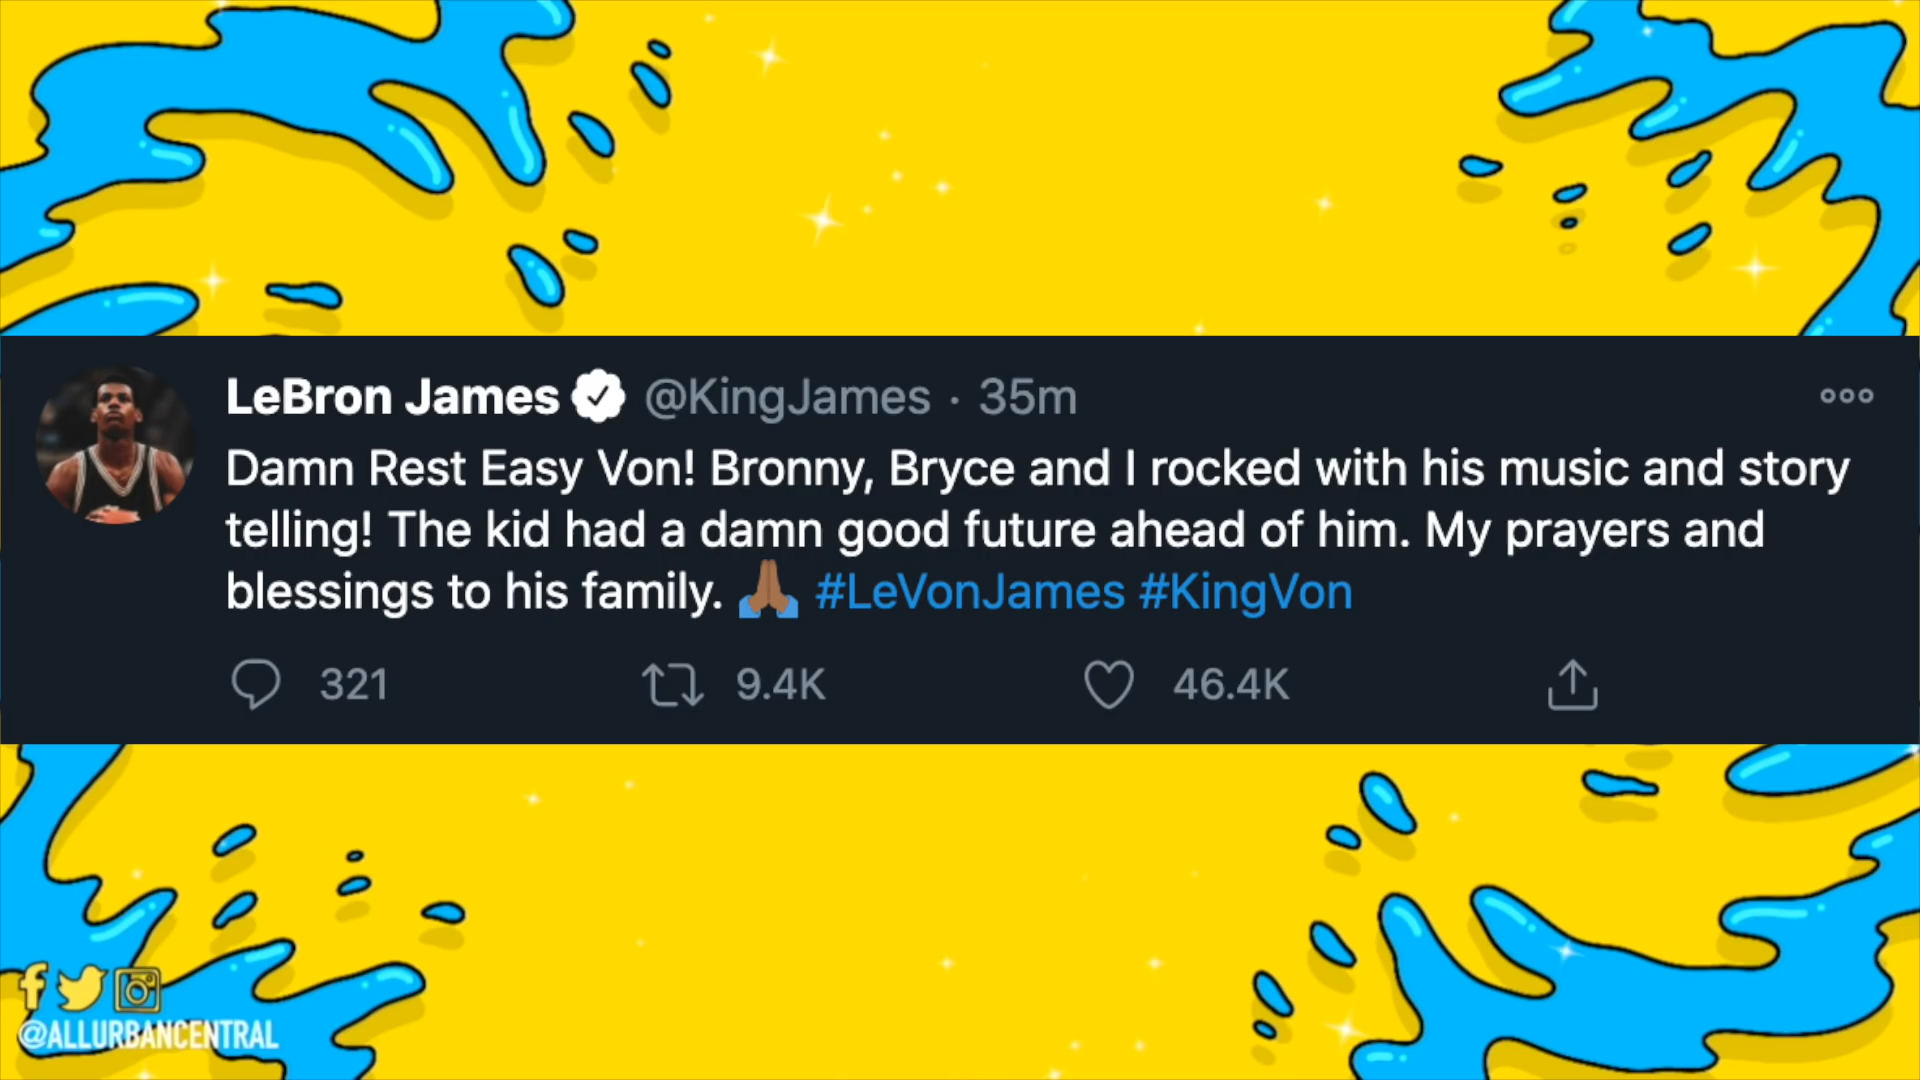 LeBron James @KingJames · 35m
Damn Rest Easy Von! Bronny, Bryce and I rocked with his music and story
telling! The kid had a damn good future ahead of him. My prayers and
blessings to his family. 🙏🏾 #LeVonJames #KingVon
321 9.4K 46.4K
@ALLURBANCENTRAL